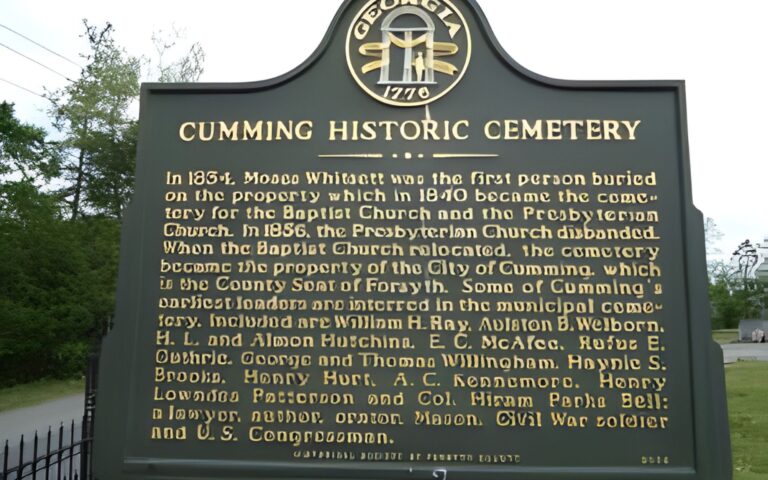 GEORGIA
1776
CUMMING HISTORIC CEMETERY
In 1834, Moses Whitsett was the first person buried
on the property which in 1840 became the ceme-
tery for the Baptist Church and the Presbyterian
Church. In 1856, the Presbyterian Church disbanded.
When the Baptist Church relocated, the cemetery
became the property of the City of Cumming, which
is the County Seat of Forsyth. Some of Cumming's
earliest leaders are interred in the municipal ceme-
tery. Included are William H. Ray, B. Welborn,
H. L. and Almon Hutchins, E. C. McAfee, Rufus E.
Guthrie, George and Thomas Willingham, Haynie S.
Brooks, Henry Hurt, A. C. Kennemore, Henry
Lowndes Patterson and Col. Hiram Parks Bell;
a lawyer, author, orator, Mason, Civil War soldier
and U.S. Congressman.